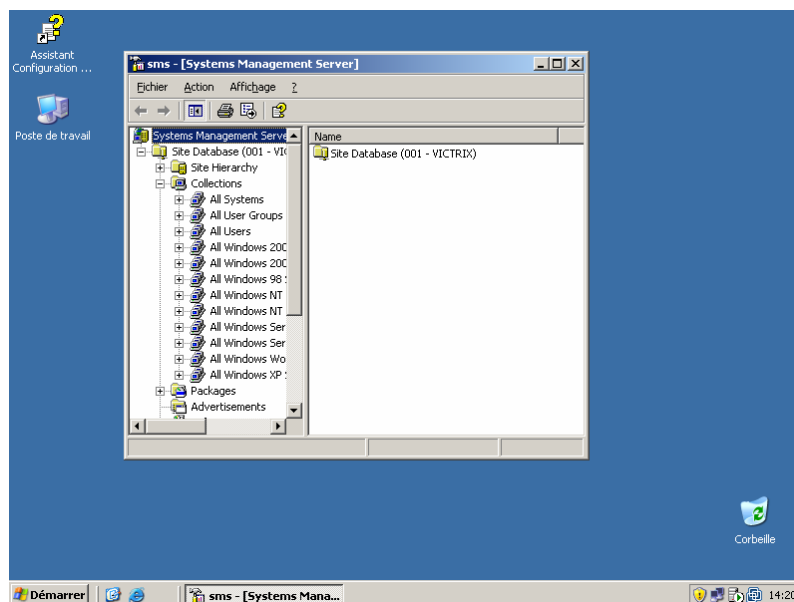 Assistant
Configuration ...
Poste de travail
sms - [Systems Management Server]
Fichier Action Affichage ?
Systems Management Serve
Site Database (001 - VIC
Site Hierarchy
Collections
All Systems
All User Groups
All Users
All Windows 200
All Windows 200
All Windows 98 S
All Windows NT
All Windows NT
All Windows Ser
All Windows Ser
All Windows Wo
All Windows XP S
Packages
Advertisements
Name
Site Database (001 - VICTRIX)
Corbeille
Démarrer
sms - [Systems Mana...
14:20